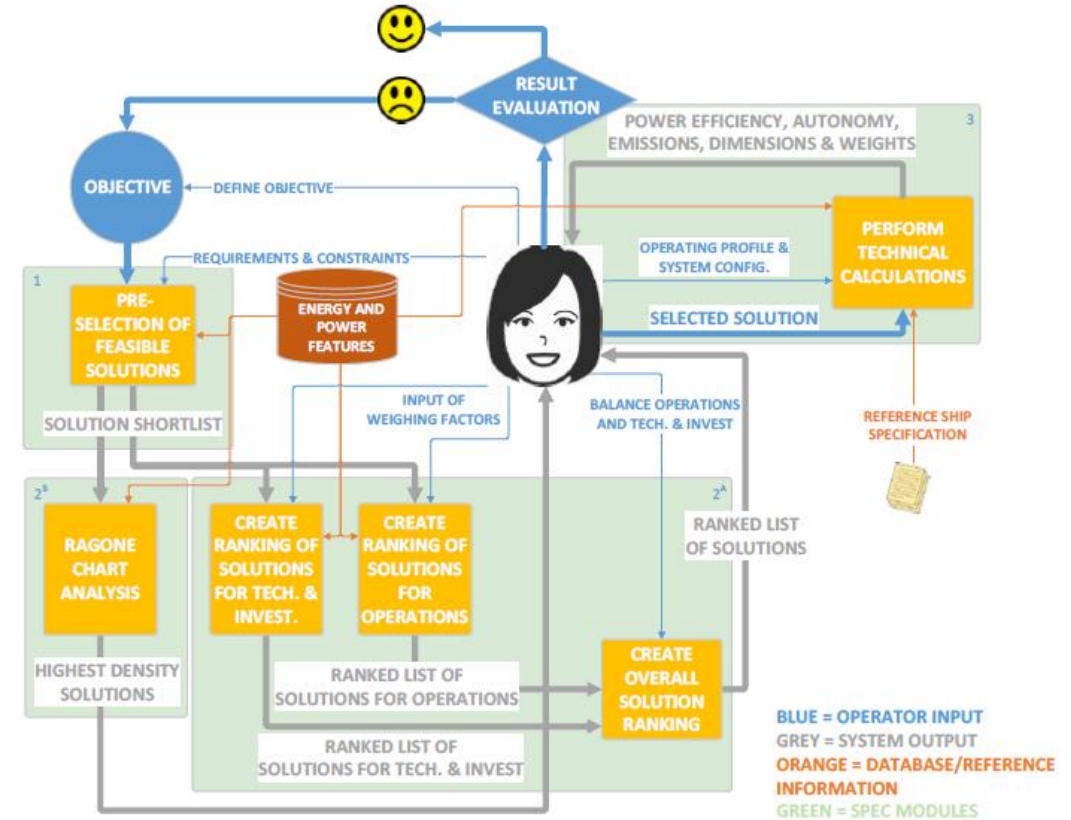 RESULT
EVALUATION
POWER EFFICIENCY, AUTONOMY,
EMISSIONS, DIMENSIONS & WEIGHTS
3
OBJECTIVE
DEFINE OBJECTIVE
PERFORM
TECHNICAL
CALCULATIONS
OPERATING PROFILE &
SYSTEM CONFIG.
REQUIREMENTS & CONSTRAINTS
1
PRE-
SELECTION OF
FEASIBLE
SOLUTIONS
ENERGY AND
POWER
FEATURES
SELECTED SOLUTION
SOLUTION SHORTLIST
INPUT OF
WEIGHING FACTORS
BALANCE OPERATIONS
AND TECH. & INVEST
REFERENCE SHIP
SPECIFICATION
2ᴮ
2ᴬ
RAGONE
CHART
ANALYSIS
CREATE
RANKING OF
SOLUTIONS
FOR TECH. &
INVEST.
CREATE
RANKING OF
SOLUTIONS
FOR
OPERATIONS
RANKED LIST
OF SOLUTIONS
HIGHEST DENSITY
SOLUTIONS
RANKED LIST OF
SOLUTIONS FOR OPERATIONS
CREATE
OVERALL
SOLUTION
RANKING
RANKED LIST OF
SOLUTIONS FOR TECH. & INVEST
BLUE = OPERATOR INPUT
GREY = SYSTEM OUTPUT
ORANGE = DATABASE/REFERENCE
INFORMATION
GREEN = SPEC MODULES